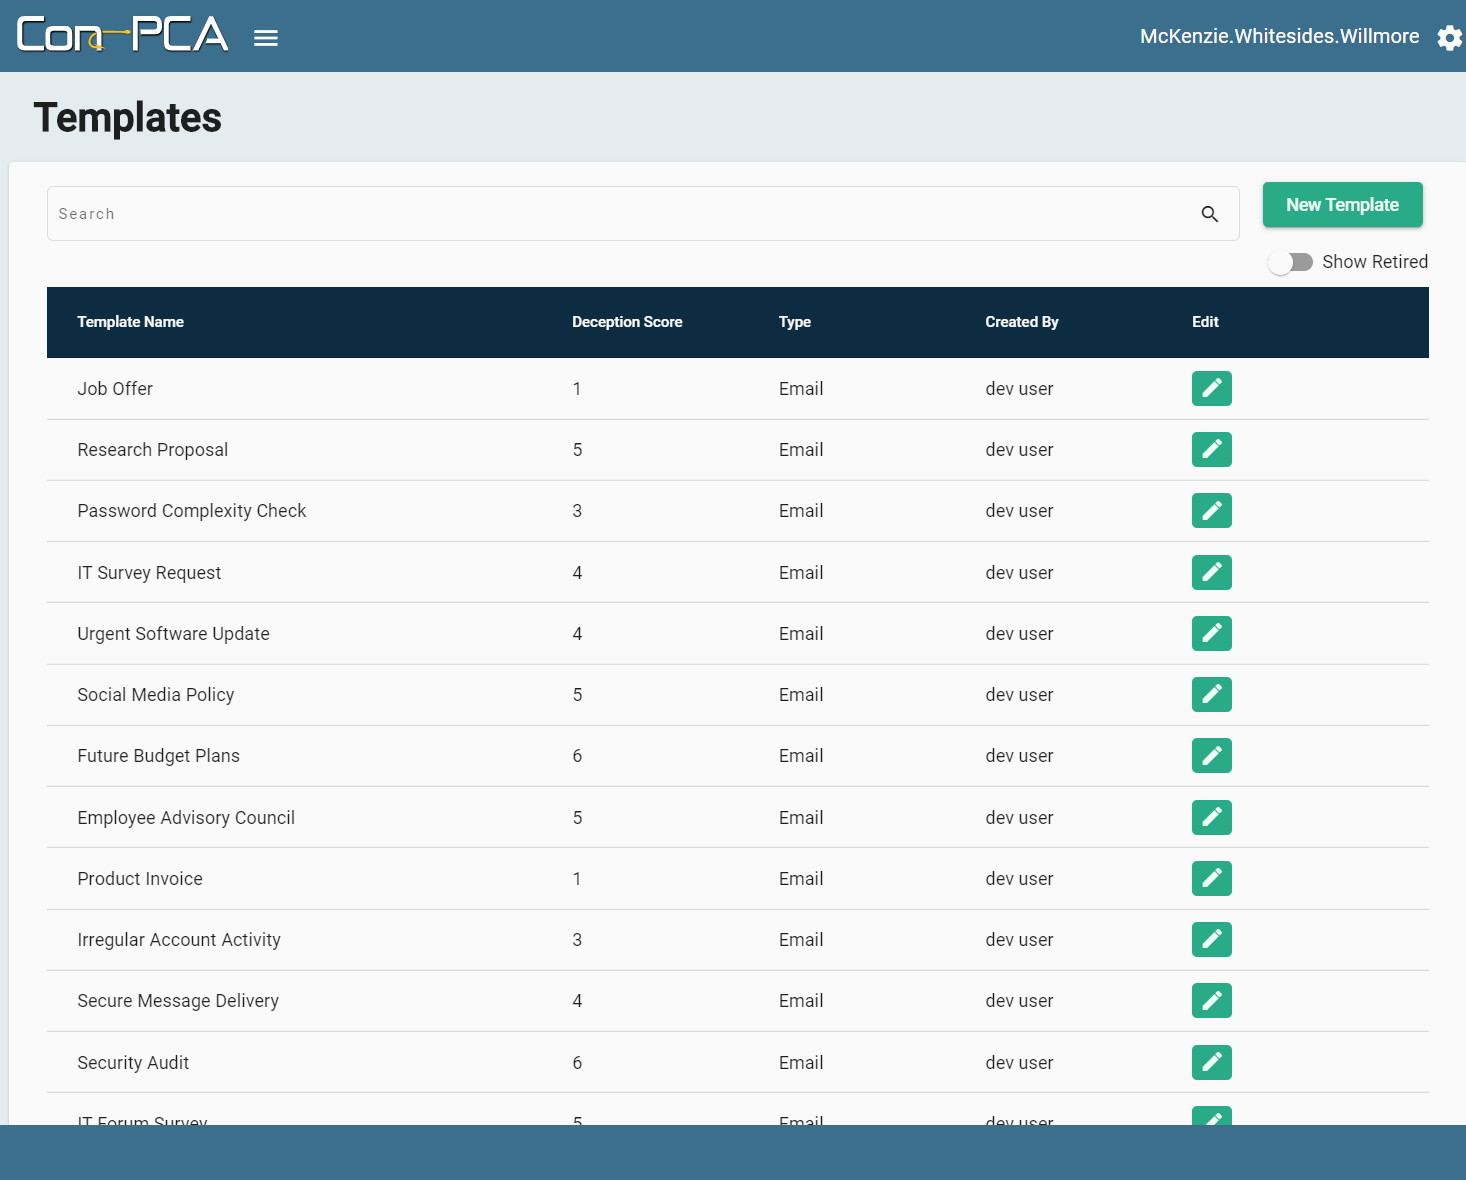 Con-PCA
McKenzie.Whitesides.Willmore
Templates
Search
New Template
Show Retired
Template Name Deception Score Type Created By Edit
Job Offer 1 Email dev user
Research Proposal 5 Email dev user
Password Complexity Check 3 Email dev user
IT Survey Request 4 Email dev user
Urgent Software Update 4 Email dev user
Social Media Policy 5 Email dev user
Future Budget Plans 6 Email dev user
Employee Advisory Council 5 Email dev user
Product Invoice 1 Email dev user
Irregular Account Activity 3 Email dev user
Secure Message Delivery 4 Email dev user
Security Audit 6 Email dev user
IT Forum Survey 5 Email dev user